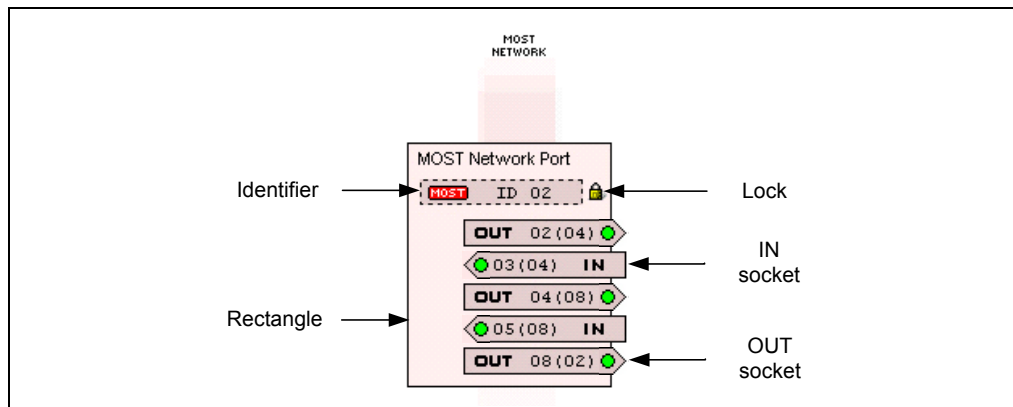 MOST
NETWORK
MOST Network Port
Identifier
MOST ID 02
Lock
OUT 02(04)
03(04) IN
IN
socket
OUT 04(08)
Rectangle
05(08) IN
OUT 08(02)
OUT
socket